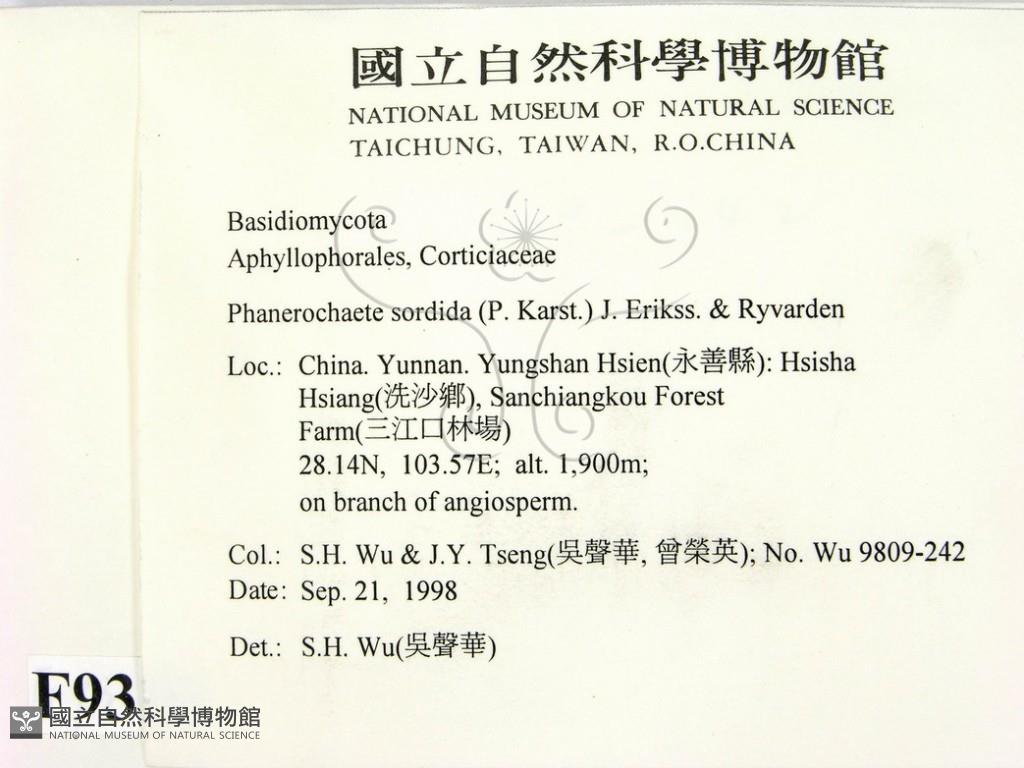 國立自然科學博物館
NATIONAL MUSEUM OF NATURAL SCIENCE
TAICHUNG, TAIWAN, R.O.CHINA
Basidiomycota
Aphyllophorales, Corticiaceae
Phanerochaete sordida (P. Karst.) J. Erikss. & Ryvarden
Loc.: China. Yunnan. Yungshan Hsien(永善縣): Hsisha
Hsiang(洗沙鄉), Sanchiangkou Forest
Farm(三江口林場)
28.14N, 103.57E; alt. 1,900m;
on branch of angiosperm.
Col.: S.H. Wu & J.Y. Tseng(吳聲華, 曾榮英); No. Wu 9809-242
Date: Sep. 21, 1998
Det.: S.H. Wu(吳聲華)
F93
國立自然科學博物館
NATIONAL MUSEUM OF NATURAL SCIENCE